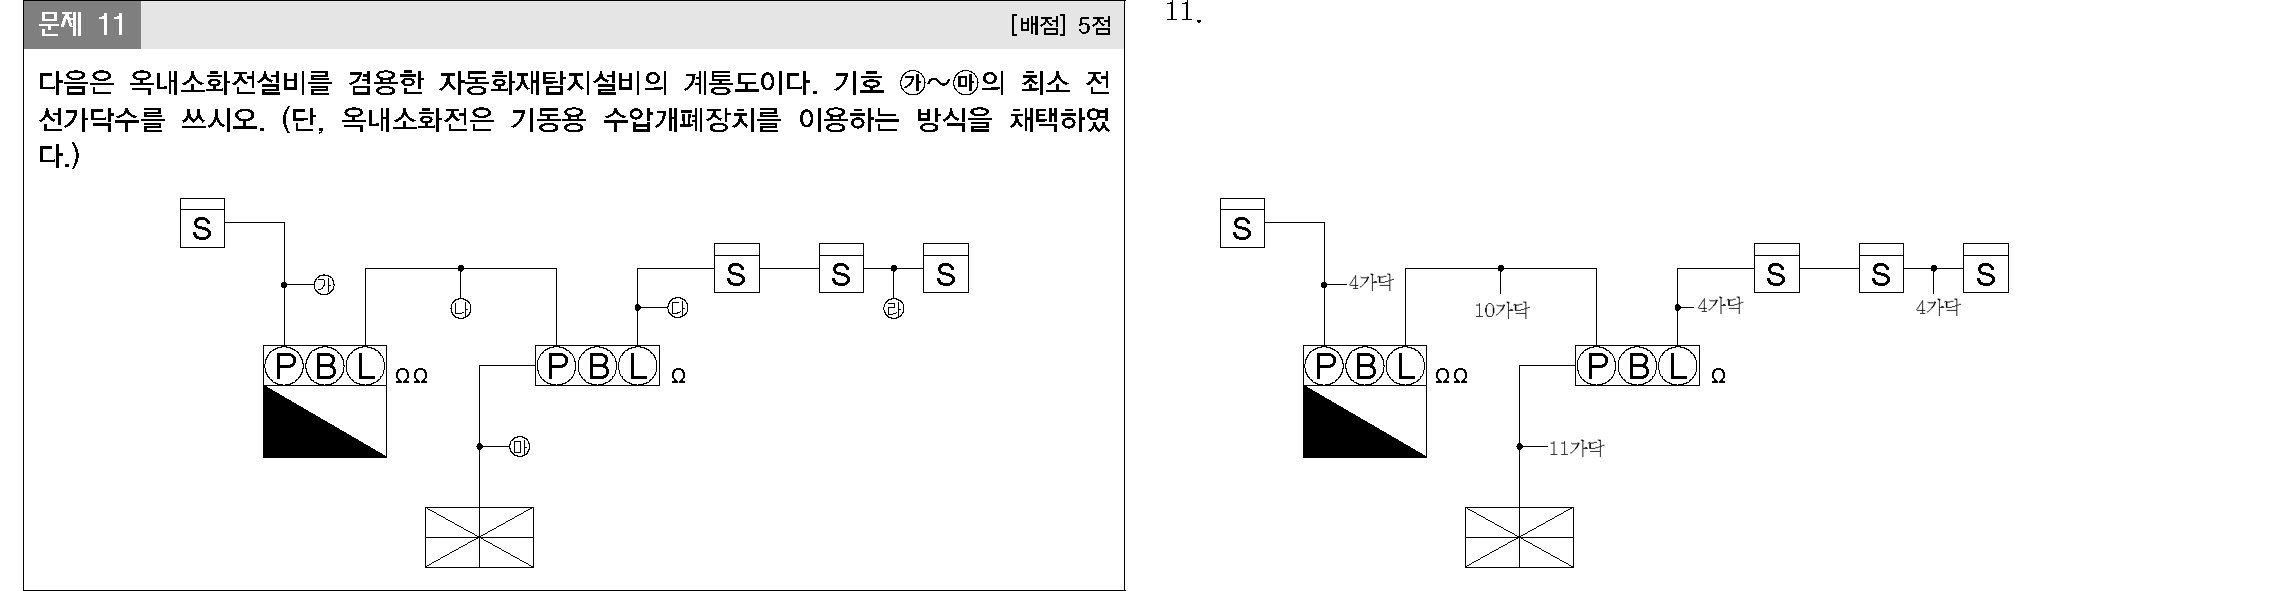 문제 11
[배점] 5점
다음은 옥내소화전설비를 겸용한 자동화재탐지설비의 계통도이다. 기호 ㉮~㉲의 최소 전
선가닥수를 쓰시오. (단, 옥내소화전은 기동용 수압개폐장치를 이용하는 방식을 채택하였
다.)
S
㉮
㉯
S S S
㉰
㉱
P B L ΩΩ
P B L Ω
㉲
11.
S
4가닥
10가닥
S S S
4가닥
4가닥
P B L ΩΩ
P B L Ω
11가닥